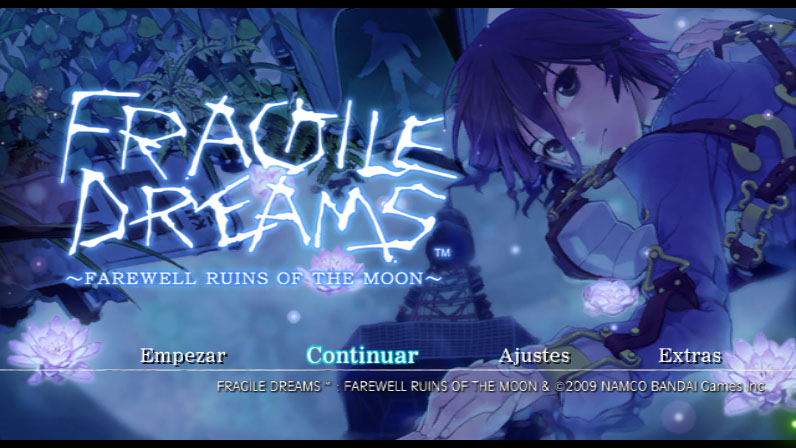 FRAGILE
DREAMS ™
～FAREWELL RUINS OF THE MOON～
Empezar Continuar Ajustes Extras
FRAGILE DREAMS™ : FAREWELL RUINS OF THE MOON & ©2009 NAMCO BANDAI Games Inc.